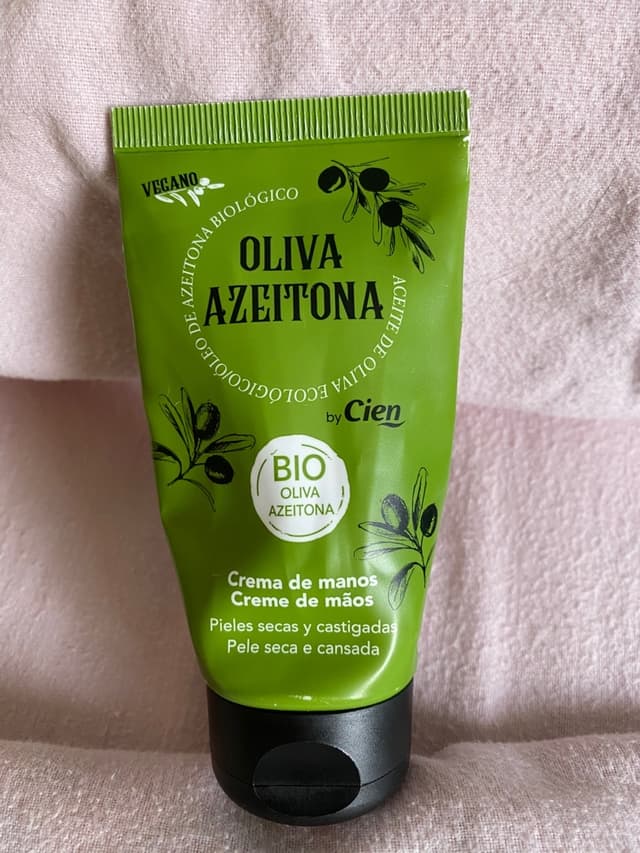 VEGANO
ACEITE DE OLIVA ECOLÓGICO/ÓLEO DE AZEITONA BIOLÓGICO
OLIVA
AZEITONA
by Cien
BIO
OLIVA
AZEITONA
Crema de manos
Creme de mãos
Pieles secas y castigadas
Pele seca e cansada